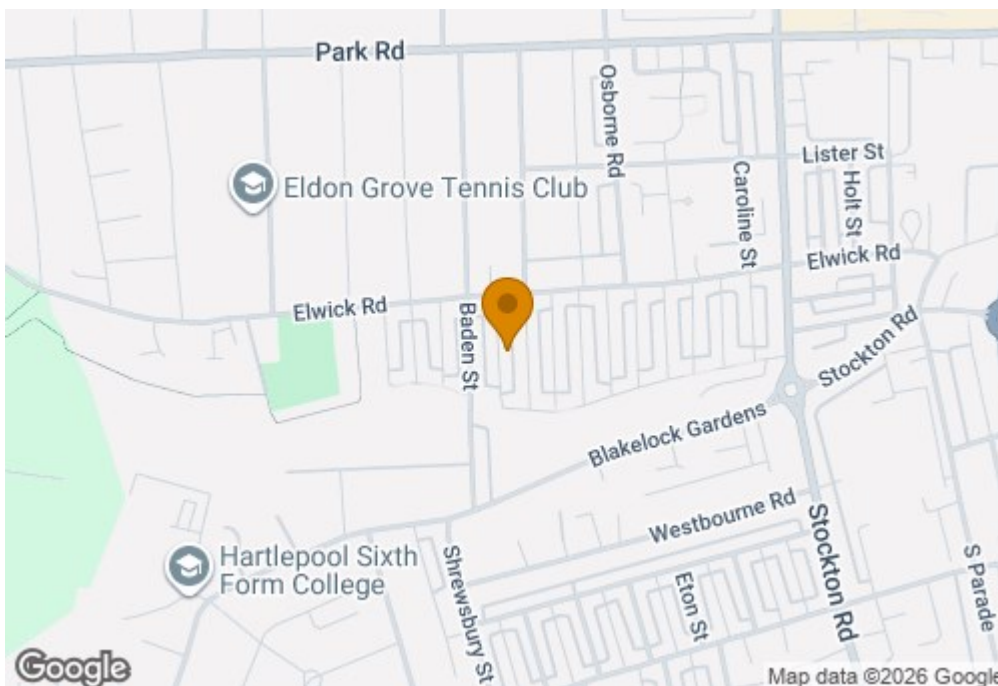 Park Rd
Osborne Rd
Lister St
Caroline St
Holt St
Eldon Grove Tennis Club
Elwick Rd
Elwick Rd
Baden St
Stockton Rd
Blakelock Gardens
Westbourne Rd
Stockton Rd
Hartlepool Sixth
Form College
Shrewsbury St
Eton St
S Parade
Google
Map data ©2026 Google